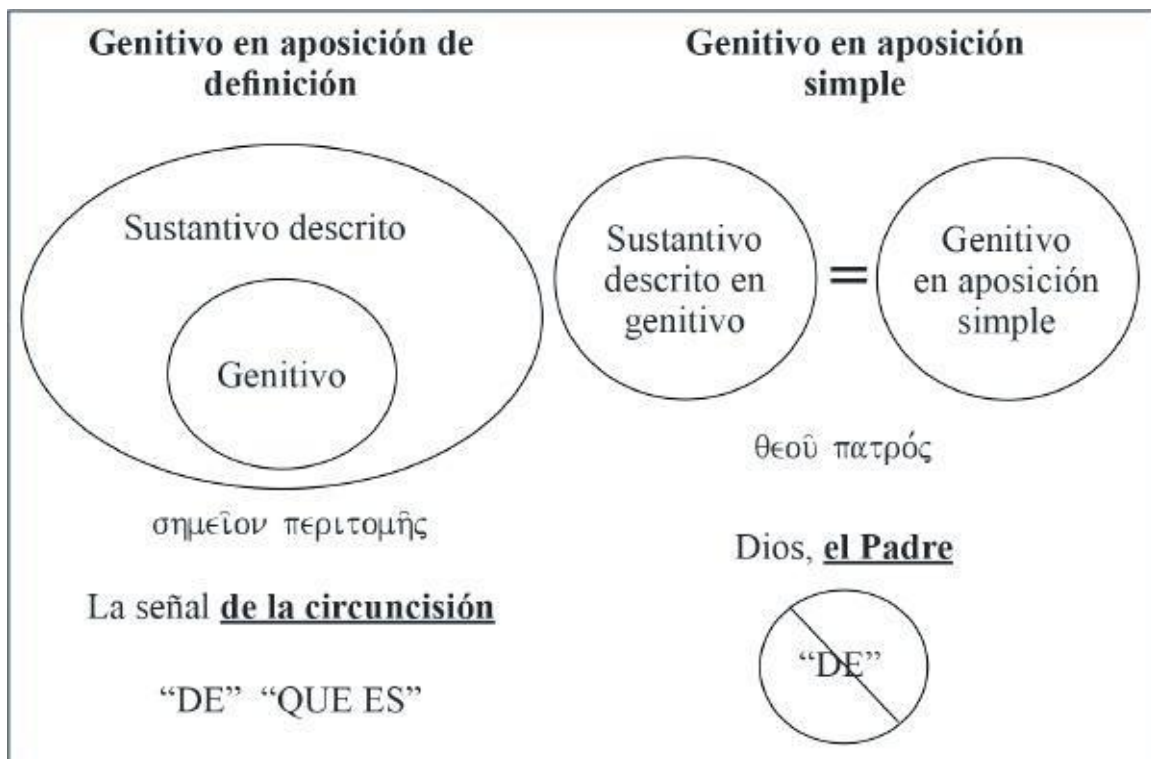 Genitivo en aposición de
definición
Sustantivo descrito
Genitivo
σημεῖον περιτομῆς
La señal de la circuncisión
“DE” “QUE ES”
Genitivo en aposición
simple
Sustantivo
descrito en
genitivo
=
Genitivo
en aposición
simple
θεοῦ πατρός
Dios, el Padre
“DE”